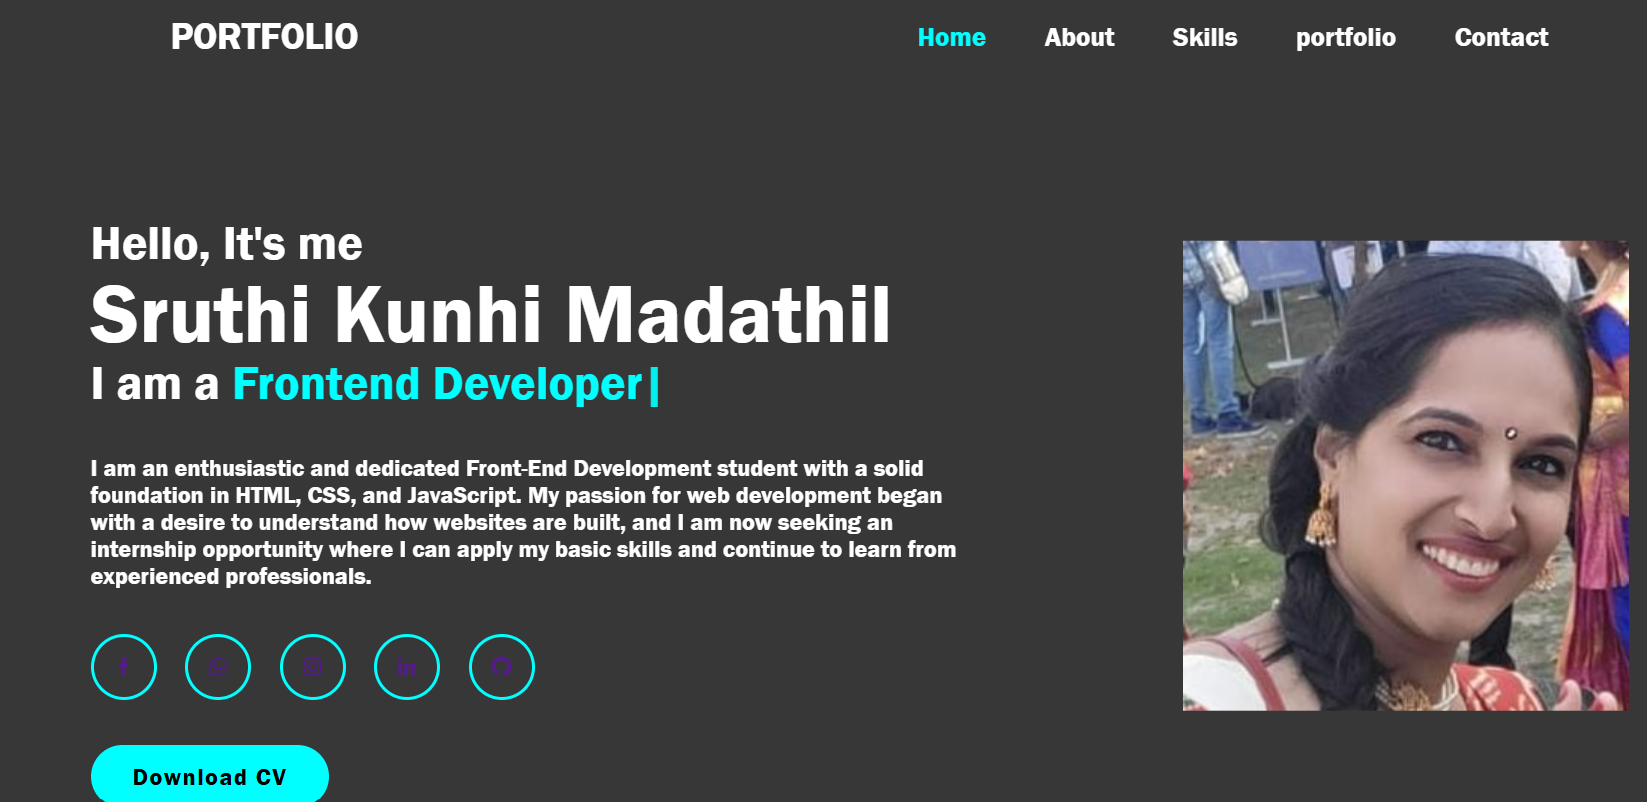 PORTFOLIO
Home About Skills portfolio Contact
Hello, It's me
Sruthi Kunhi Madathil
I am a Frontend Developer|
I am an enthusiastic and dedicated Front-End Development student with a solid
foundation in HTML, CSS, and JavaScript. My passion for web development began
with a desire to understand how websites are built, and I am now seeking an
internship opportunity where I can apply my basic skills and continue to learn from
experienced professionals.
Download CV